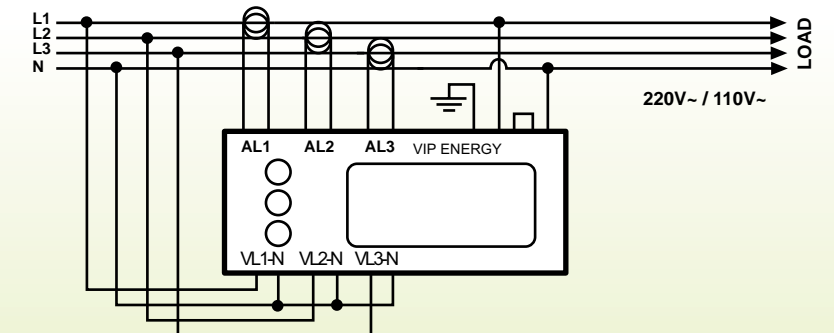 L1
L2
L3
N
LOAD
220V~ / 110V~
AL1 AL2 AL3 VIP ENERGY
VL1-N VL2-N VL3-N